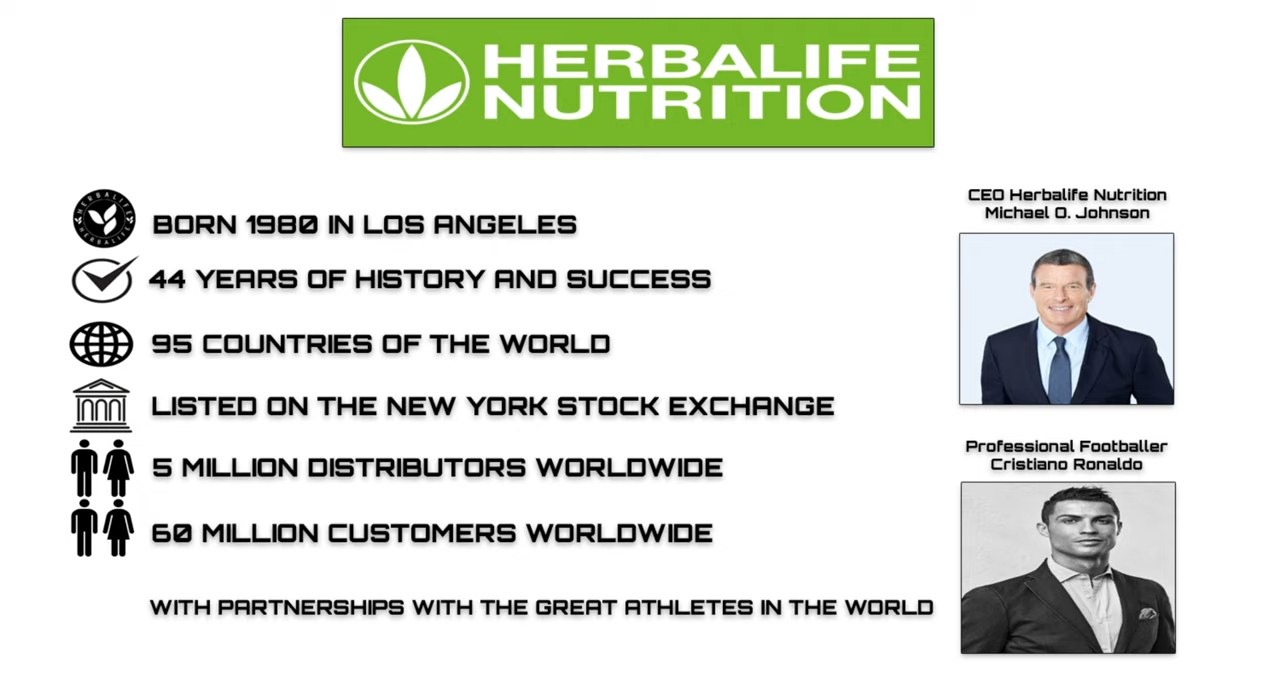 HERBALIFE
NUTRITION
HERBALIFE
HERBALIFE
BORN 1980 IN LOS ANGELES
44 YEARS OF HISTORY AND SUCCESS
95 COUNTRIES OF THE WORLD
LISTED ON THE NEW YORK STOCK EXCHANGE
5 MILLION DISTRIBUTORS WORLDWIDE
60 MILLION CUSTOMERS WORLDWIDE
WITH PARTNERSHIPS WITH THE GREAT ATHLETES IN THE WORLD
CEO Herbalife Nutrition
Michael O. Johnson
Professional Footballer
Cristiano Ronaldo